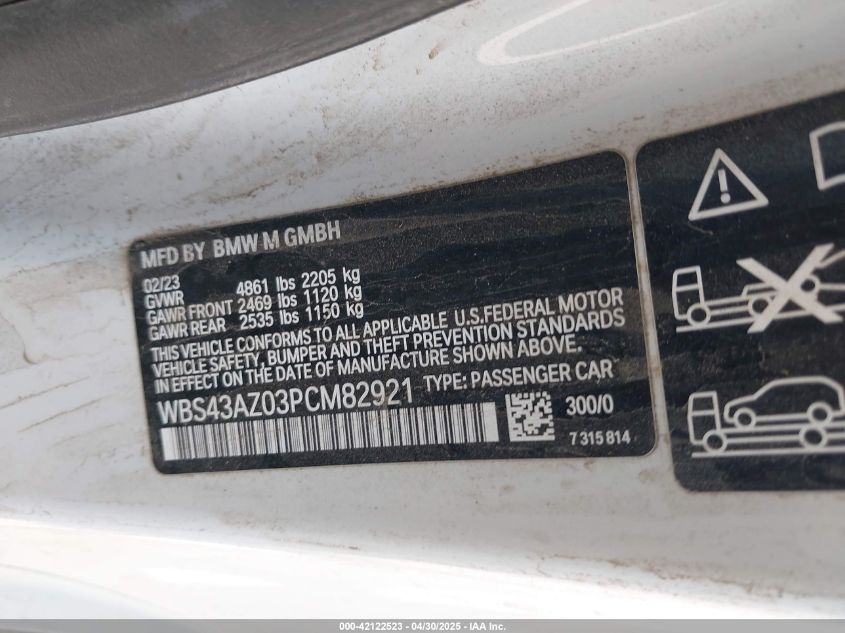 MFD BY BMW M GMBH
02/23
GVWR 4861 lbs 2205 kg
GAWR FRONT 2469 lbs 1120 kg
GAWR REAR 2535 lbs 1150 kg
THIS VEHICLE CONFORMS TO ALL APPLICABLE U.S.FEDERAL MOTOR
VEHICLE SAFETY, BUMPER AND THEFT PREVENTION STANDARDS
IN EFFECT ON THE DATE OF MANUFACTURE SHOWN ABOVE.
WBS43AZ03PCM82921 TYPE: PASSENGER CAR
300/0
7 315 814
000-42122523 - 04/30/2025 - IAA Inc.